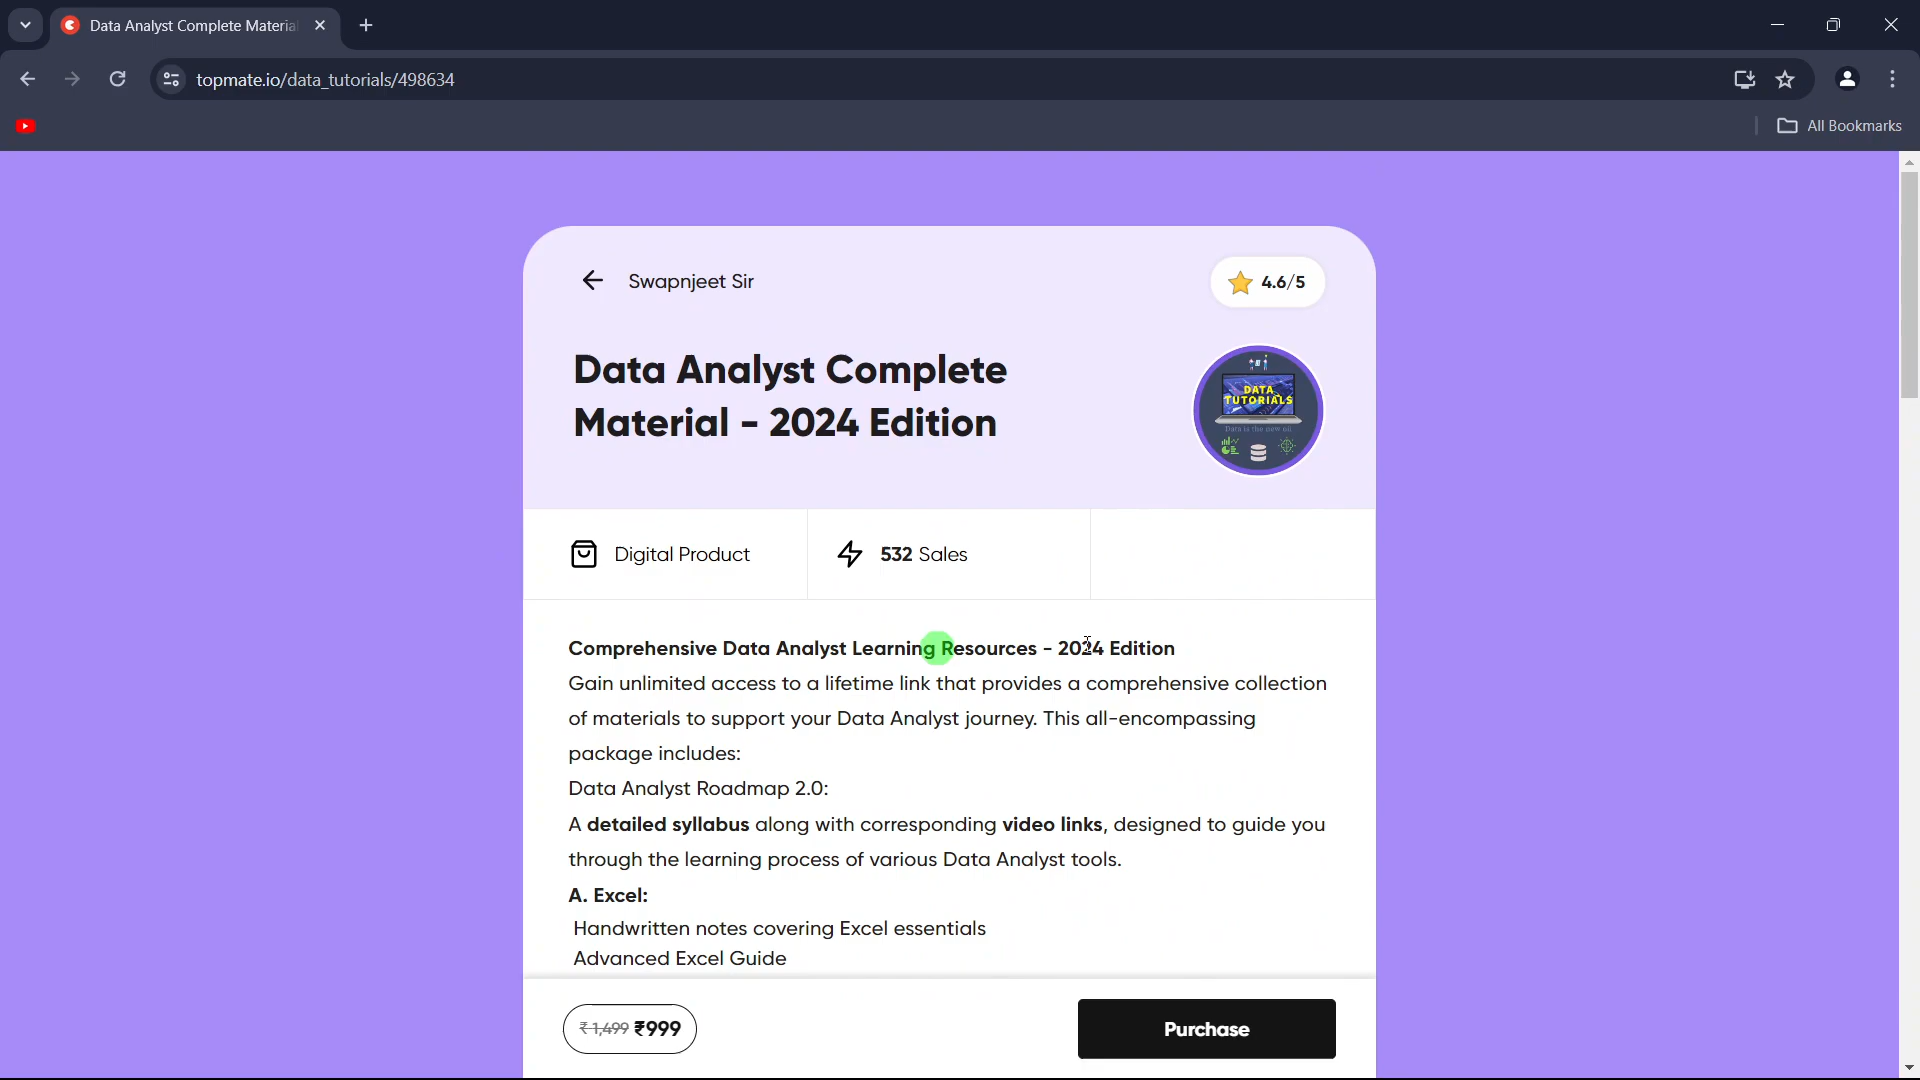 Data Analyst Complete Materia
topmate.io/data_tutorials/498634
All Bookmarks
Swapnjeet Sir
4.6/5
Data Analyst Complete
Material - 2024 Edition
DATA
TUTORIALS
Data is the new oil
Digital Product
532 Sales
Comprehensive Data Analyst Learning Resources - 2024 Edition
Gain unlimited access to a lifetime link that provides a comprehensive collection
of materials to support your Data Analyst journey. This all-encompassing
package includes:
Data Analyst Roadmap 2.0:
A detailed syllabus along with corresponding video links, designed to guide you
through the learning process of various Data Analyst tools.
A. Excel:
Handwritten notes covering Excel essentials
Advanced Excel Guide
₹1,499 ₹999
Purchase